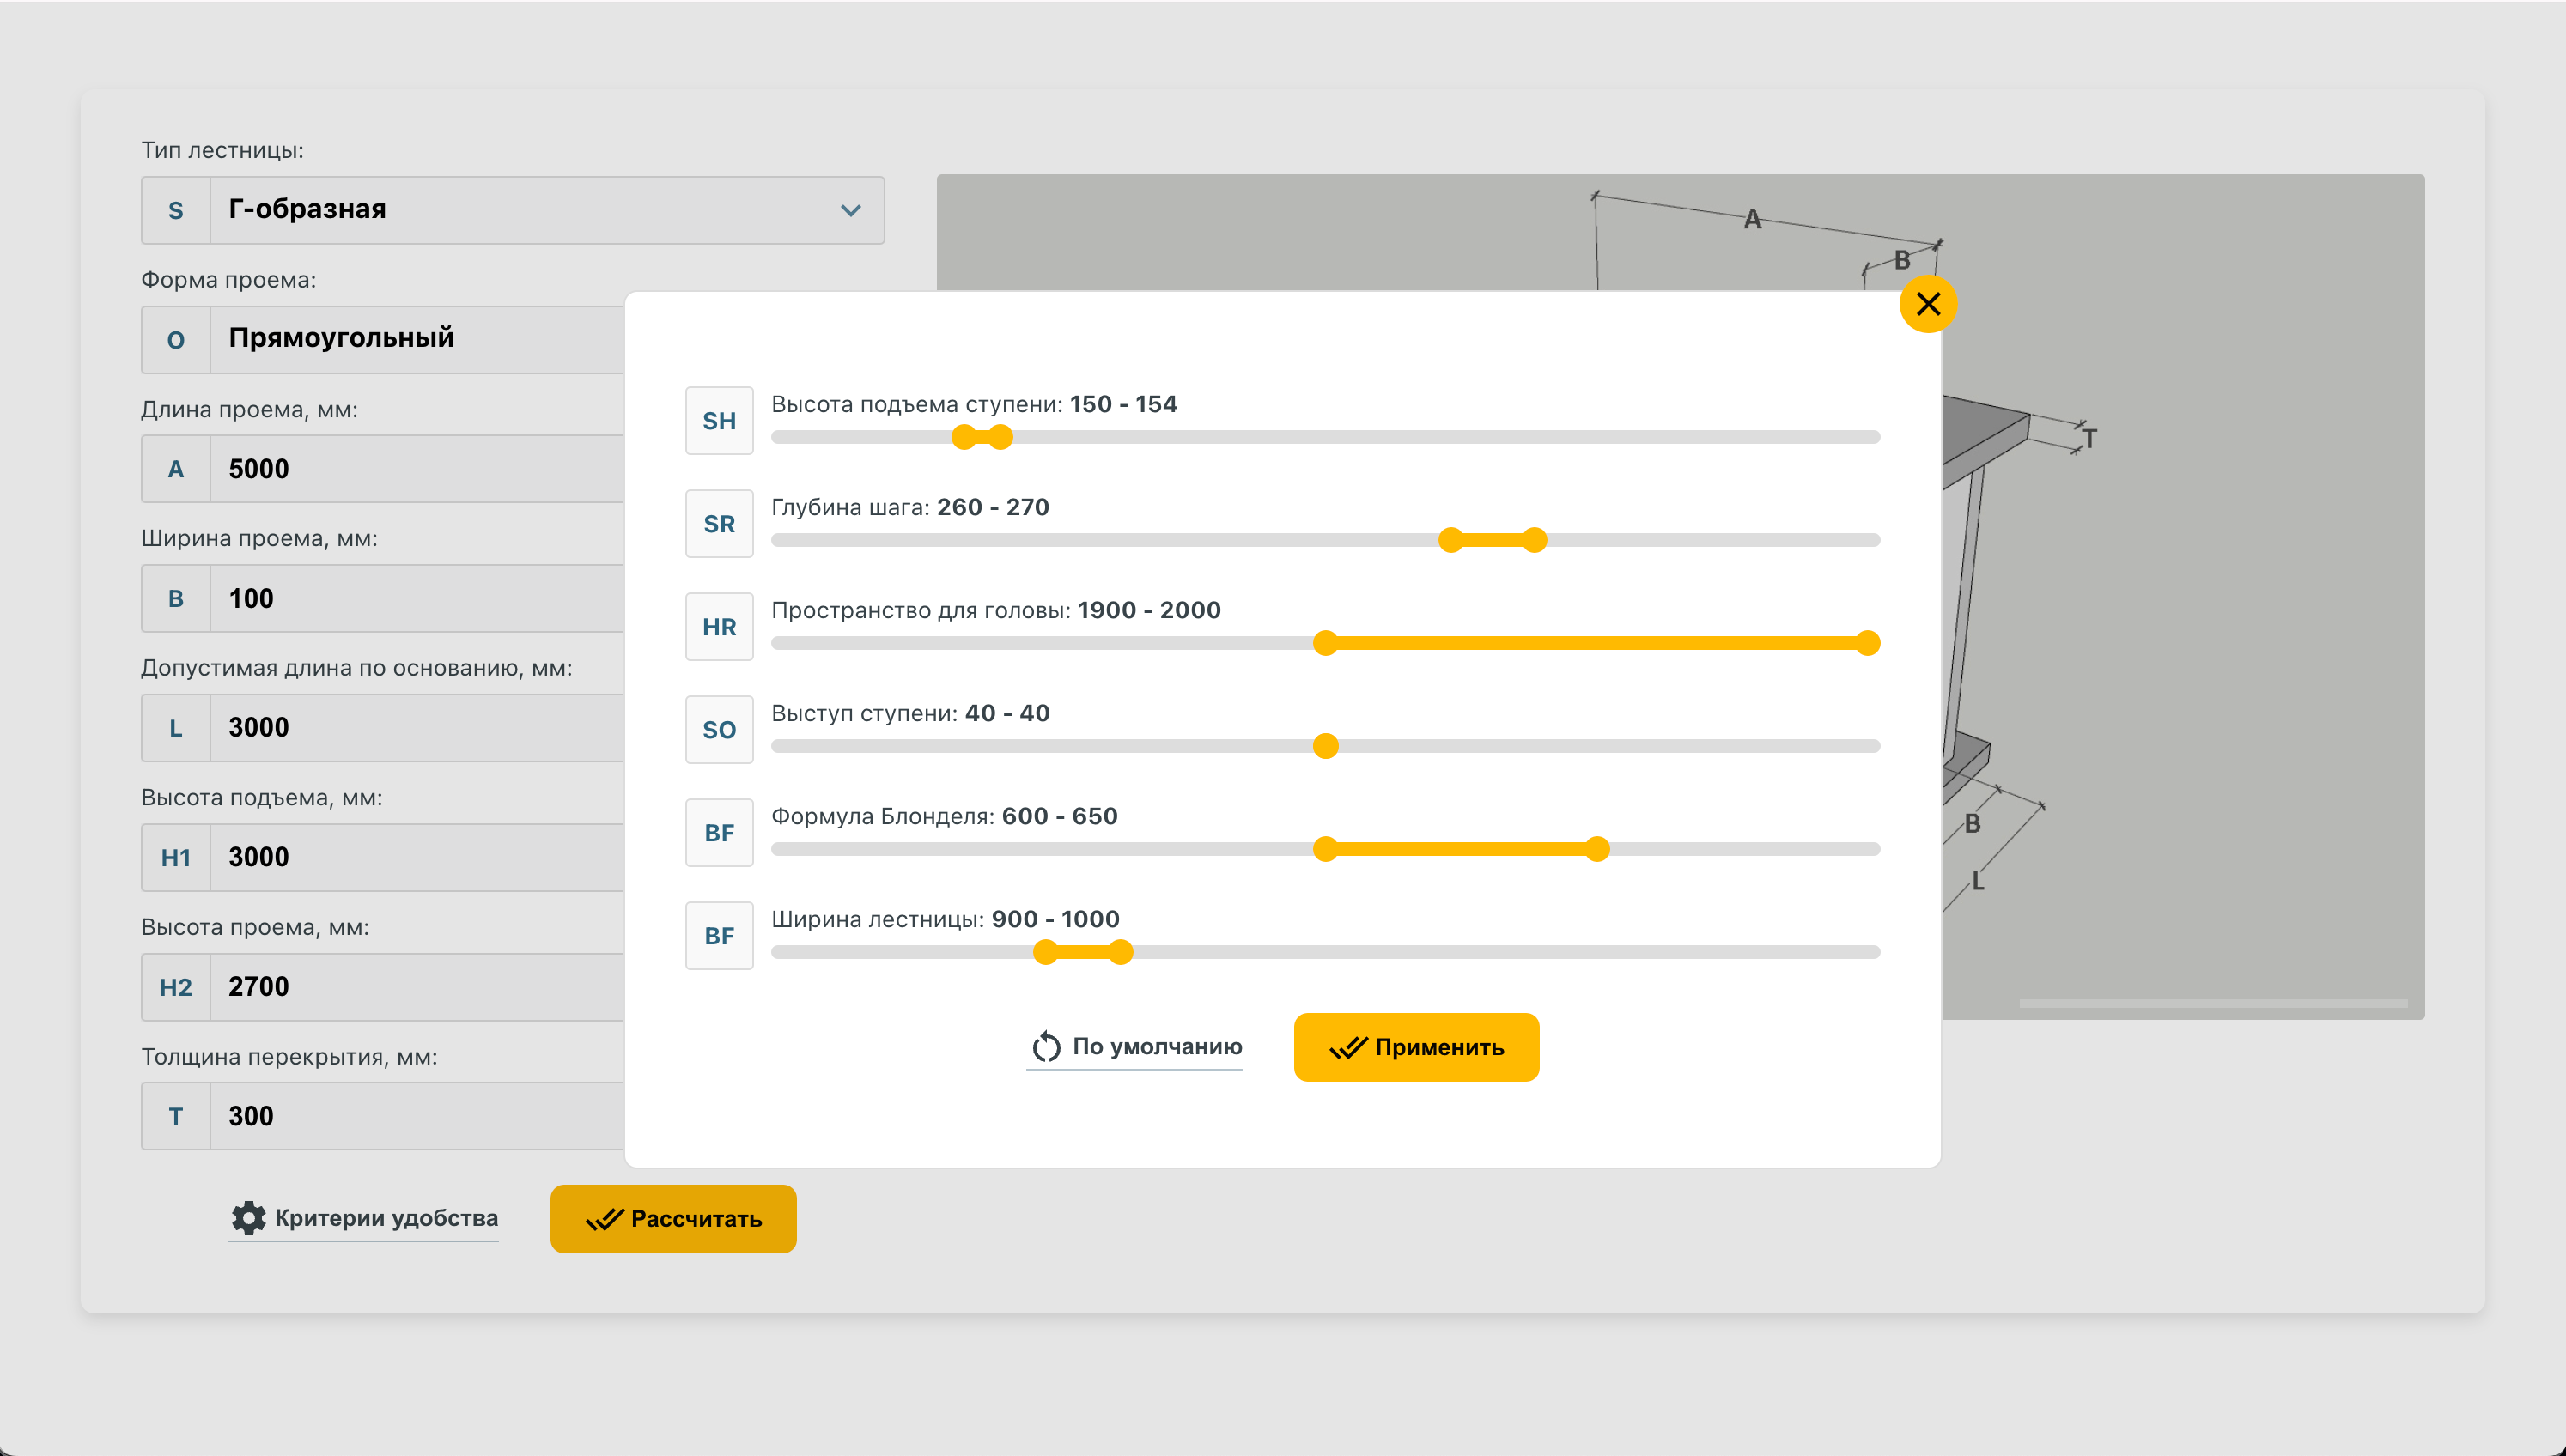 Тип лестницы:
S Г-образная
Форма проема:
O Прямоугольный
Длина проема, мм:
A 5000
Ширина проема, мм:
B 100
Допустимая длина по основанию, мм:
L 3000
Высота подъема, мм:
H1 3000
Высота проема, мм:
H2 2700
Толщина перекрытия, мм:
T 300
Критерии удобства
Рассчитать
A
B
T
B
L
SH Высота подъема ступени: 150 - 154
SR Глубина шага: 260 - 270
HR Пространство для головы: 1900 - 2000
SO Выступ ступени: 40 - 40
BF Формула Блонделя: 600 - 650
BF Ширина лестницы: 900 - 1000
По умолчанию
Применить